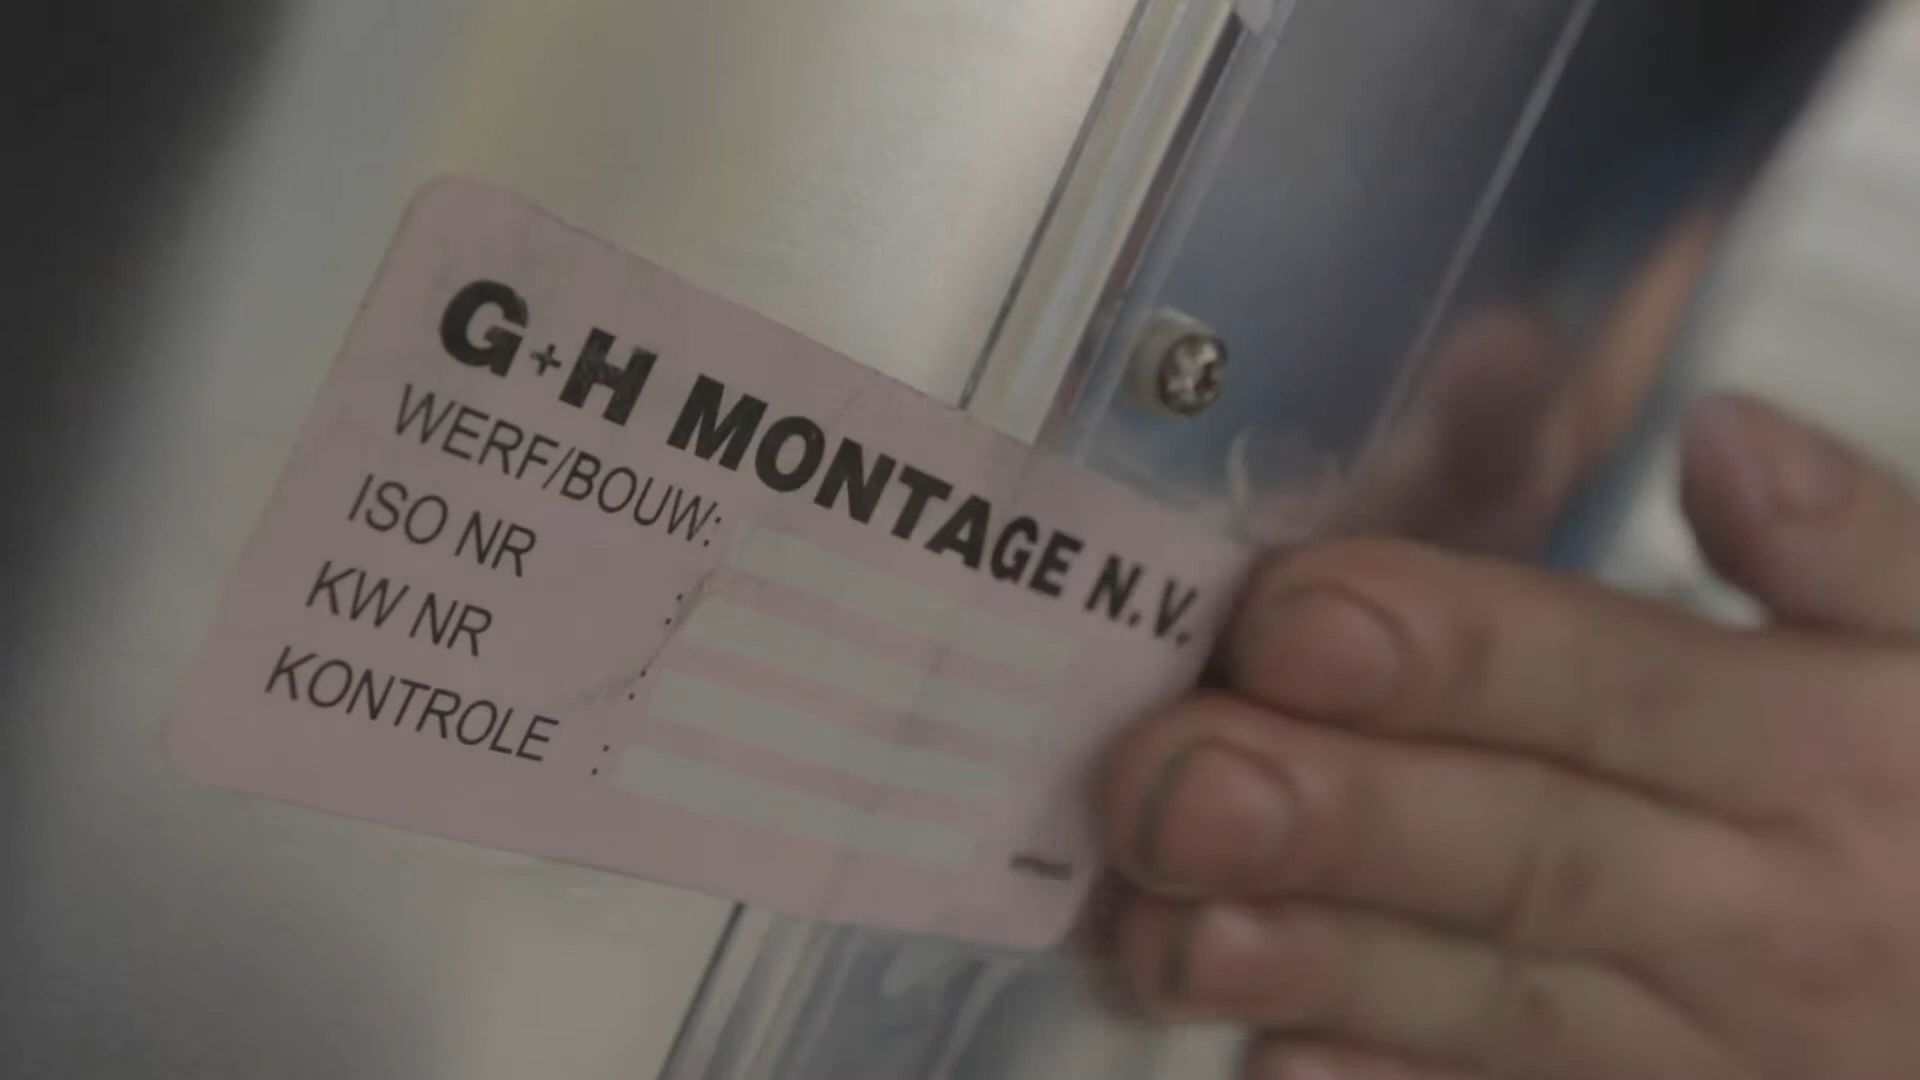 G+H MONTAGE N.V.
WERF/BOUW:
ISO NR :
KW NR :
KONTROLE :